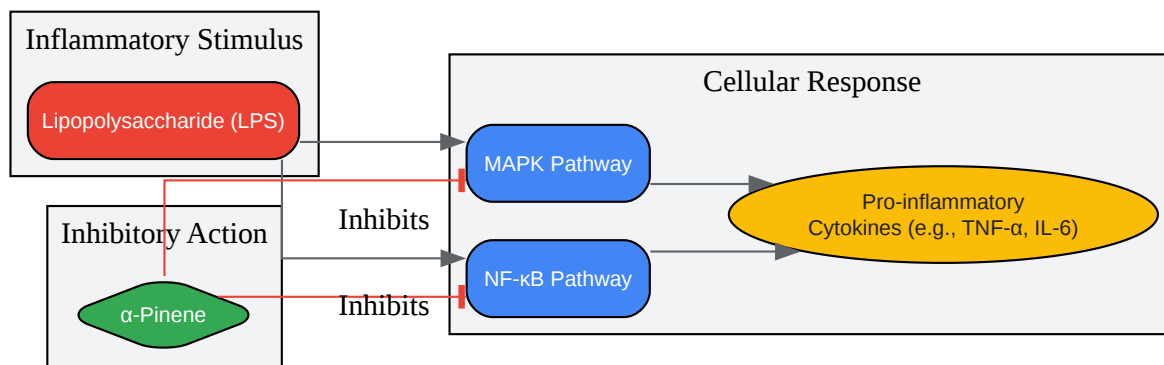 Inflammatory Stimulus
Lipopolysaccharide (LPS)
Inhibitory Action
α-Pinene
Inhibits
Inhibits
Cellular Response
MAPK Pathway
NF-κB Pathway
Pro-inflammatory
Cytokines (e.g., TNF-α, IL-6)